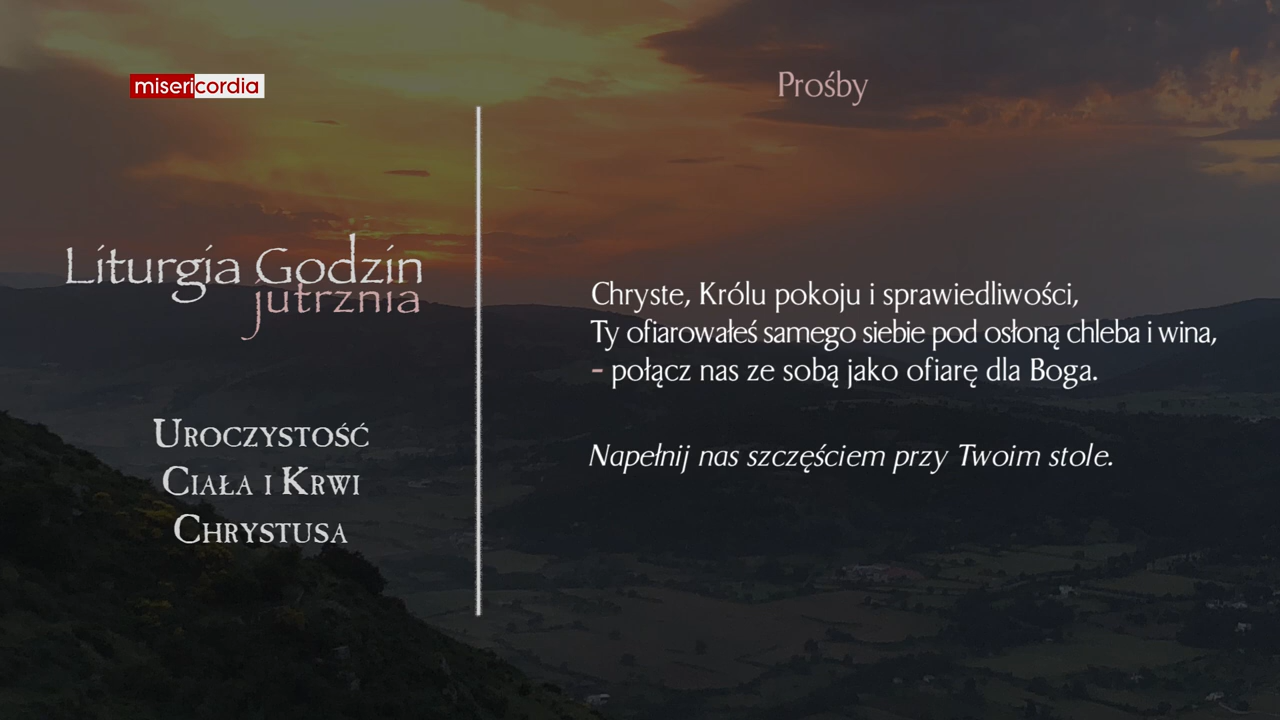 misericordia
Prośby
Liturgia Godzin
jutrznia
Uroczystość
Ciała i Krwi
Chrystusa
Chryste, Królu pokoju i sprawiedliwości,
Ty ofiarowałeś samego siebie pod osłoną chleba i wina,
- połącz nas ze sobą jako ofiarę dla Boga.
Napełnij nas szczęściem przy Twoim stole.